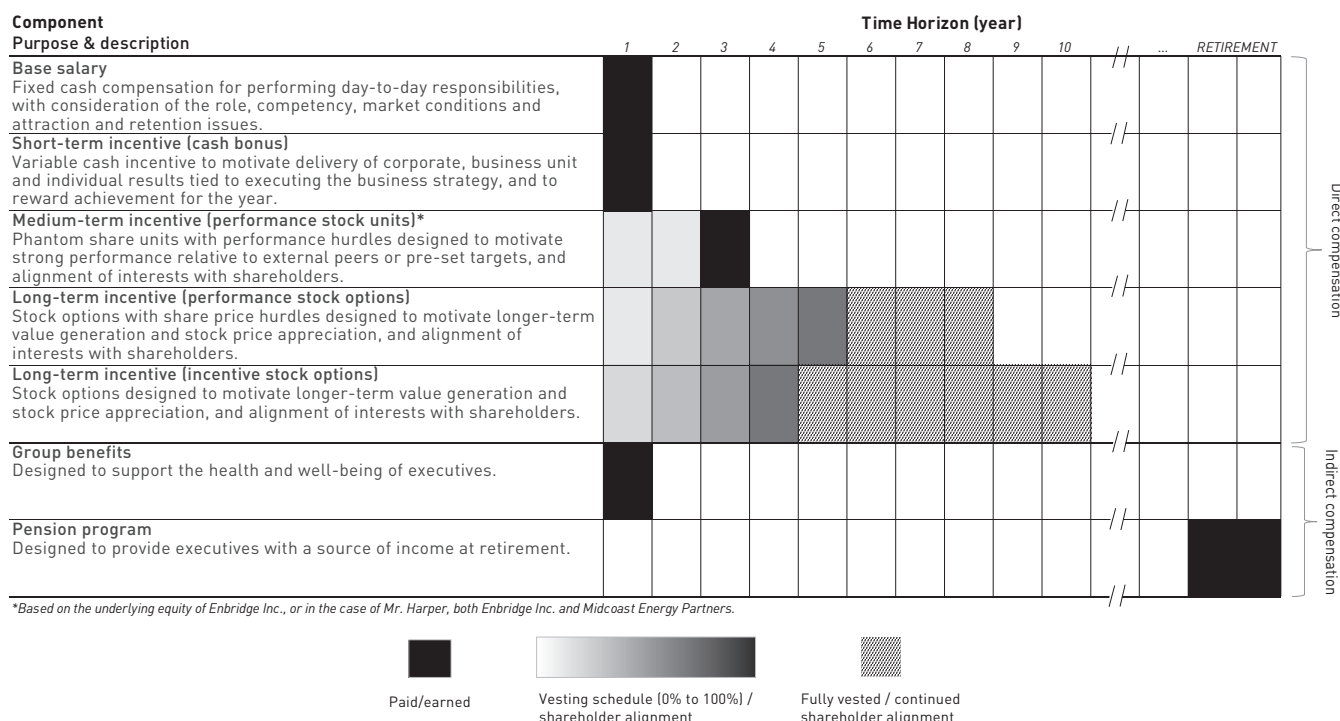 Component
Time Horizon (year)
Purpose & description
1 2 3 4 5 6 7 8 9 10 // ... RETIREMENT
Base salary
Fixed cash compensation for performing day-to-day responsibilities,
with consideration of the role, competency, market conditions and
attraction and retention issues.
Short-term incentive (cash bonus)
Variable cash incentive to motivate delivery of corporate, business unit
and individual results tied to executing the business strategy, and to
reward achievement for the year.
Medium-term incentive (performance stock units)*
Phantom share units with performance hurdles designed to motivate
strong performance relative to external peers or pre-set targets, and
alignment of interests with shareholders.
Long-term incentive (performance stock options)
Stock options with share price hurdles designed to motivate longer-term
value generation and stock price appreciation, and alignment of
interests with shareholders.
Long-term incentive (incentive stock options)
Stock options designed to motivate longer-term value generation and
stock price appreciation, and alignment of interests with shareholders.
Direct compensation
Group benefits
Designed to support the health and well-being of executives.
Pension program
Designed to provide executives with a source of income at retirement.
Indirect compensation
*Based on the underlying equity of Enbridge Inc., or in the case of Mr. Harper, both Enbridge Inc. and Midcoast Energy Partners.
Paid/earned
Vesting schedule (0% to 100%) /
shareholder alignment
Fully vested / continued
shareholder alignment